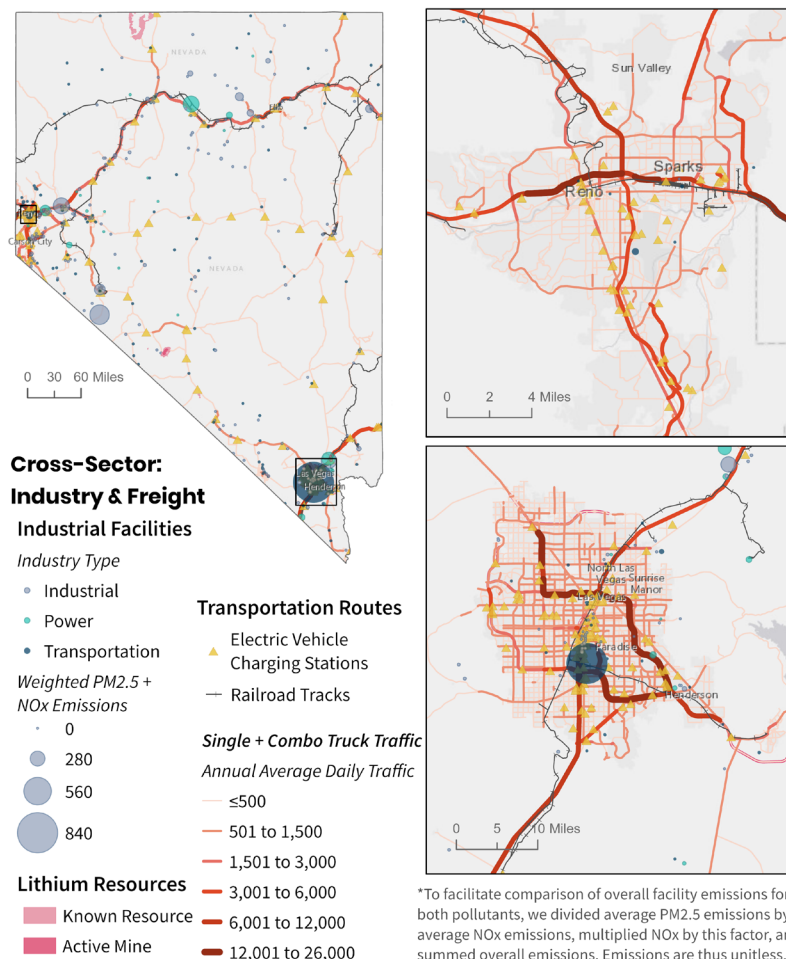 NEVADA
Elko
Reno
Carson City
NEVADA
0 30 60 Miles
Las Vegas
Henderson
Sun Valley
Sparks
Reno
0 2 4 Miles
North Las
Vegas
Sunrise
Manor
Las Vegas
Paradise
Henderson
0 5 10 Miles
Cross-Sector:
Industry & Freight
Industrial Facilities
Industry Type
Industrial
Power
Transportation
Weighted PM2.5 +
NOx Emissions
0
280
560
840
Lithium Resources
Known Resource
Active Mine
Transportation Routes
Electric Vehicle
Charging Stations
Railroad Tracks
Single + Combo Truck Traffic
Annual Average Daily Traffic
≤500
501 to 1,500
1,501 to 3,000
3,001 to 6,000
6,001 to 12,000
12,001 to 26,000
*To facilitate comparison of overall facility emissions for
both pollutants, we divided average PM2.5 emissions by
average NOx emissions, multiplied NOx by this factor, an
summed overall emissions. Emissions are thus unitless.